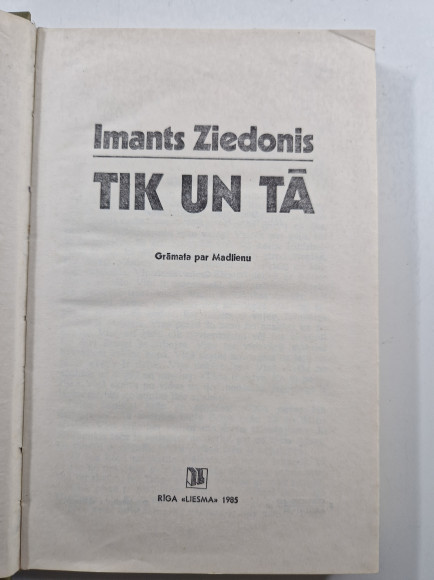 Imants Ziedonis
TIK UN TĀ
Grāmata par Madlienu
RĪGA «LIESMA» 1985